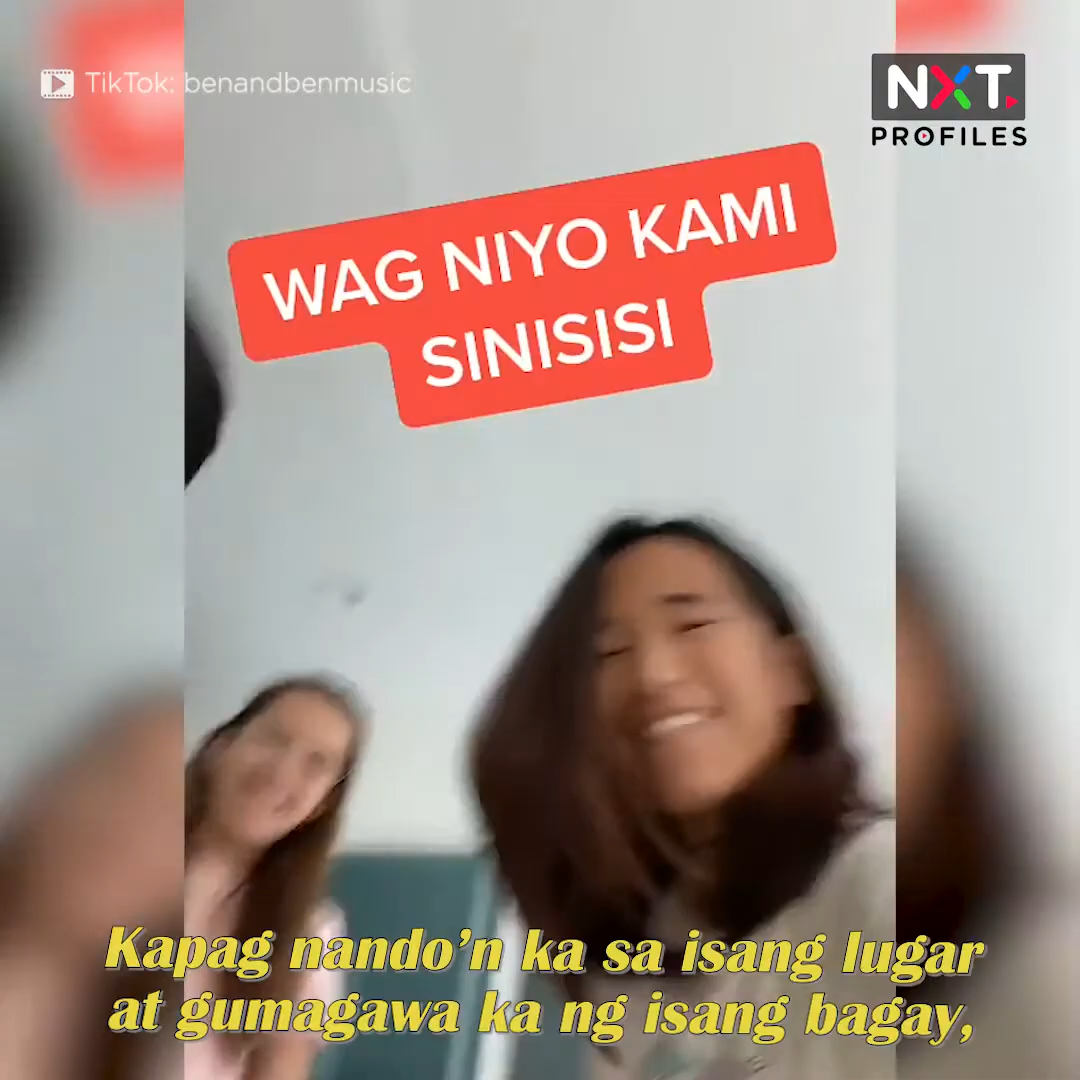 TikTok: benandbenmusic
NXT
PROFILES
WAG NIYO KAMI
SINISISI
Kapag nando'n ka sa isang lugar
at gumagawa ka ng isang bagay,